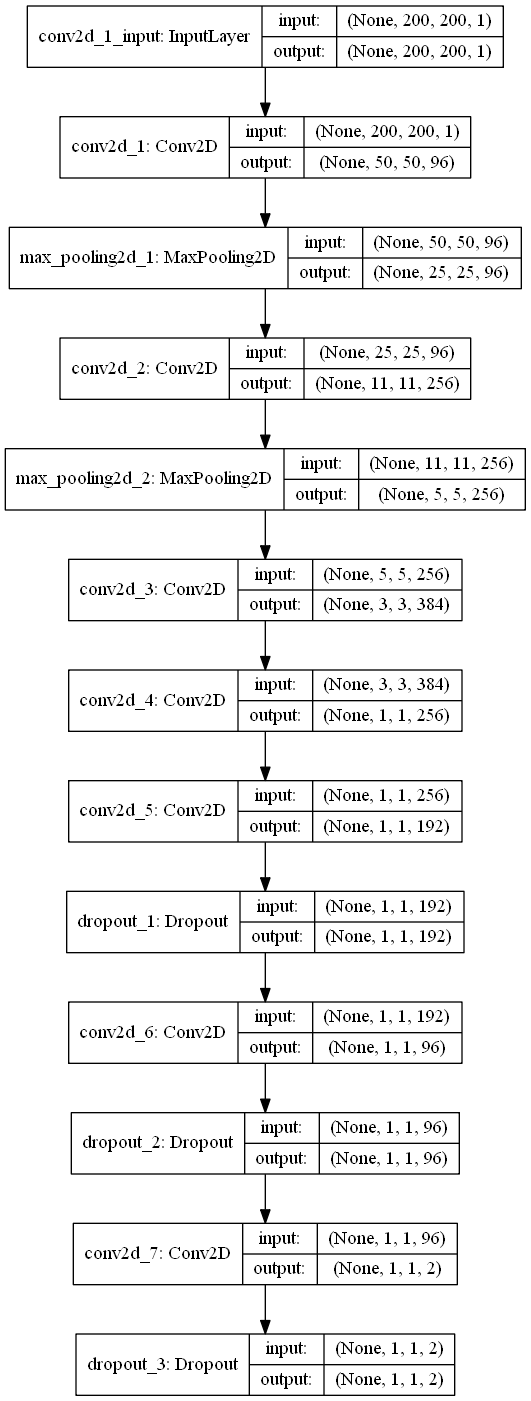 conv2d_1_input: InputLayer
input: (None, 200, 200, 1)
output: (None, 200, 200, 1)
conv2d_1: Conv2D
input: (None, 200, 200, 1)
output: (None, 50, 50, 96)
max_pooling2d_1: MaxPooling2D
input: (None, 50, 50, 96)
output: (None, 25, 25, 96)
conv2d_2: Conv2D
input: (None, 25, 25, 96)
output: (None, 11, 11, 256)
max_pooling2d_2: MaxPooling2D
input: (None, 11, 11, 256)
output: (None, 5, 5, 256)
conv2d_3: Conv2D
input: (None, 5, 5, 256)
output: (None, 3, 3, 384)
conv2d_4: Conv2D
input: (None, 3, 3, 384)
output: (None, 1, 1, 256)
conv2d_5: Conv2D
input: (None, 1, 1, 256)
output: (None, 1, 1, 192)
dropout_1: Dropout
input: (None, 1, 1, 192)
output: (None, 1, 1, 192)
conv2d_6: Conv2D
input: (None, 1, 1, 192)
output: (None, 1, 1, 96)
dropout_2: Dropout
input: (None, 1, 1, 96)
output: (None, 1, 1, 96)
conv2d_7: Conv2D
input: (None, 1, 1, 96)
output: (None, 1, 1, 2)
dropout_3: Dropout
input: (None, 1, 1, 2)
output: (None, 1, 1, 2)